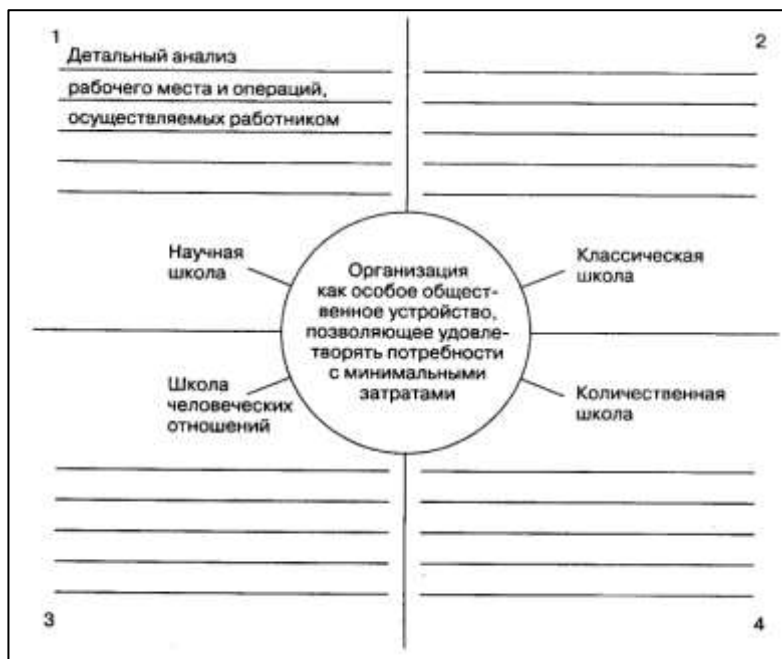 1
2
Детальный анализ
рабочего места и операций,
осуществляемых работником
Научная
школа
Классическая
школа
Организация
как особое общест-
венное устройство,
позволяющее удовле-
творять потребности
с минимальными
затратами
Школа
человеческих
отношений
Количественная
школа
3
4